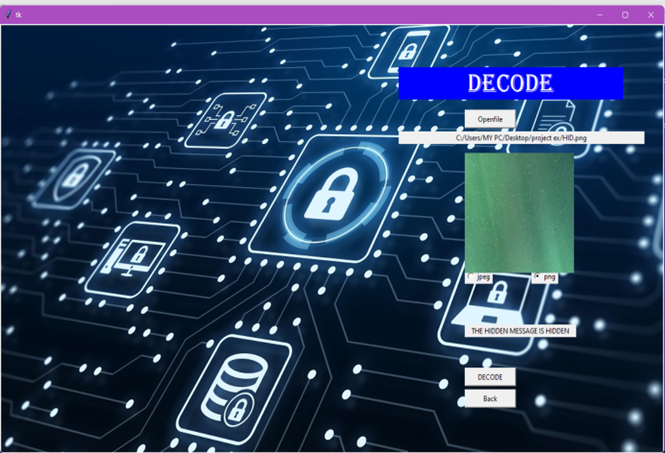 tk
DECODE
Openfile
C:/Users/MY PC/Desktop/project ex/HID.png
jpeg png
THE HIDDEN MESSAGE IS HIDDEN
DECODE
Back